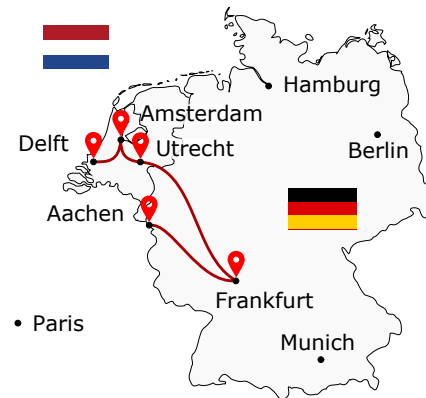 Hamburg
Amsterdam
Delft
Utrecht
Berlin
Aachen
Frankfurt
Paris
Munich